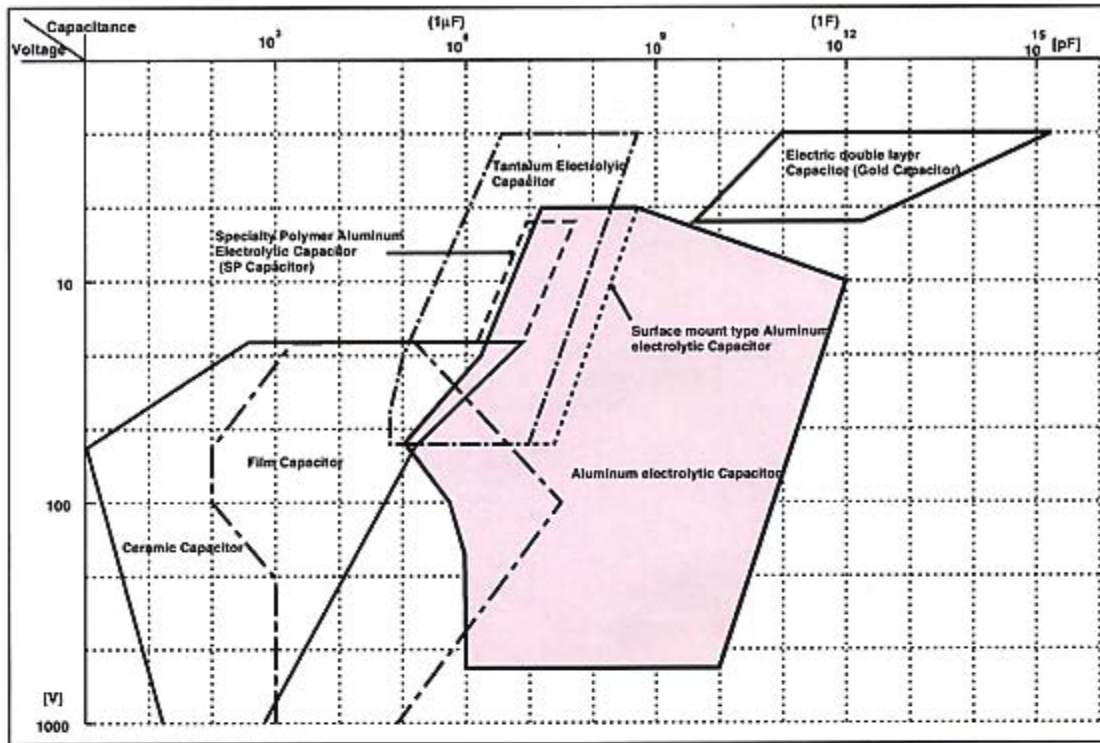 Capacitance
Voltage
(1µF)
(1F)
10³
10⁶
10⁹
10¹²
10¹⁵ [pF]
Tantalum Electrolyic
Capacitor
Electric double layer
Capacitor (Gold Capacitor)
Specialty Polymer Aluminum
Electrolytic Capacitor
(SP Capacitor)
10
Surface mount type Aluminum
electrolytic Capacitor
Film Capacitor
Aluminum electrolytic Capacitor
100
Ceramic Capacitor
[V]
1000